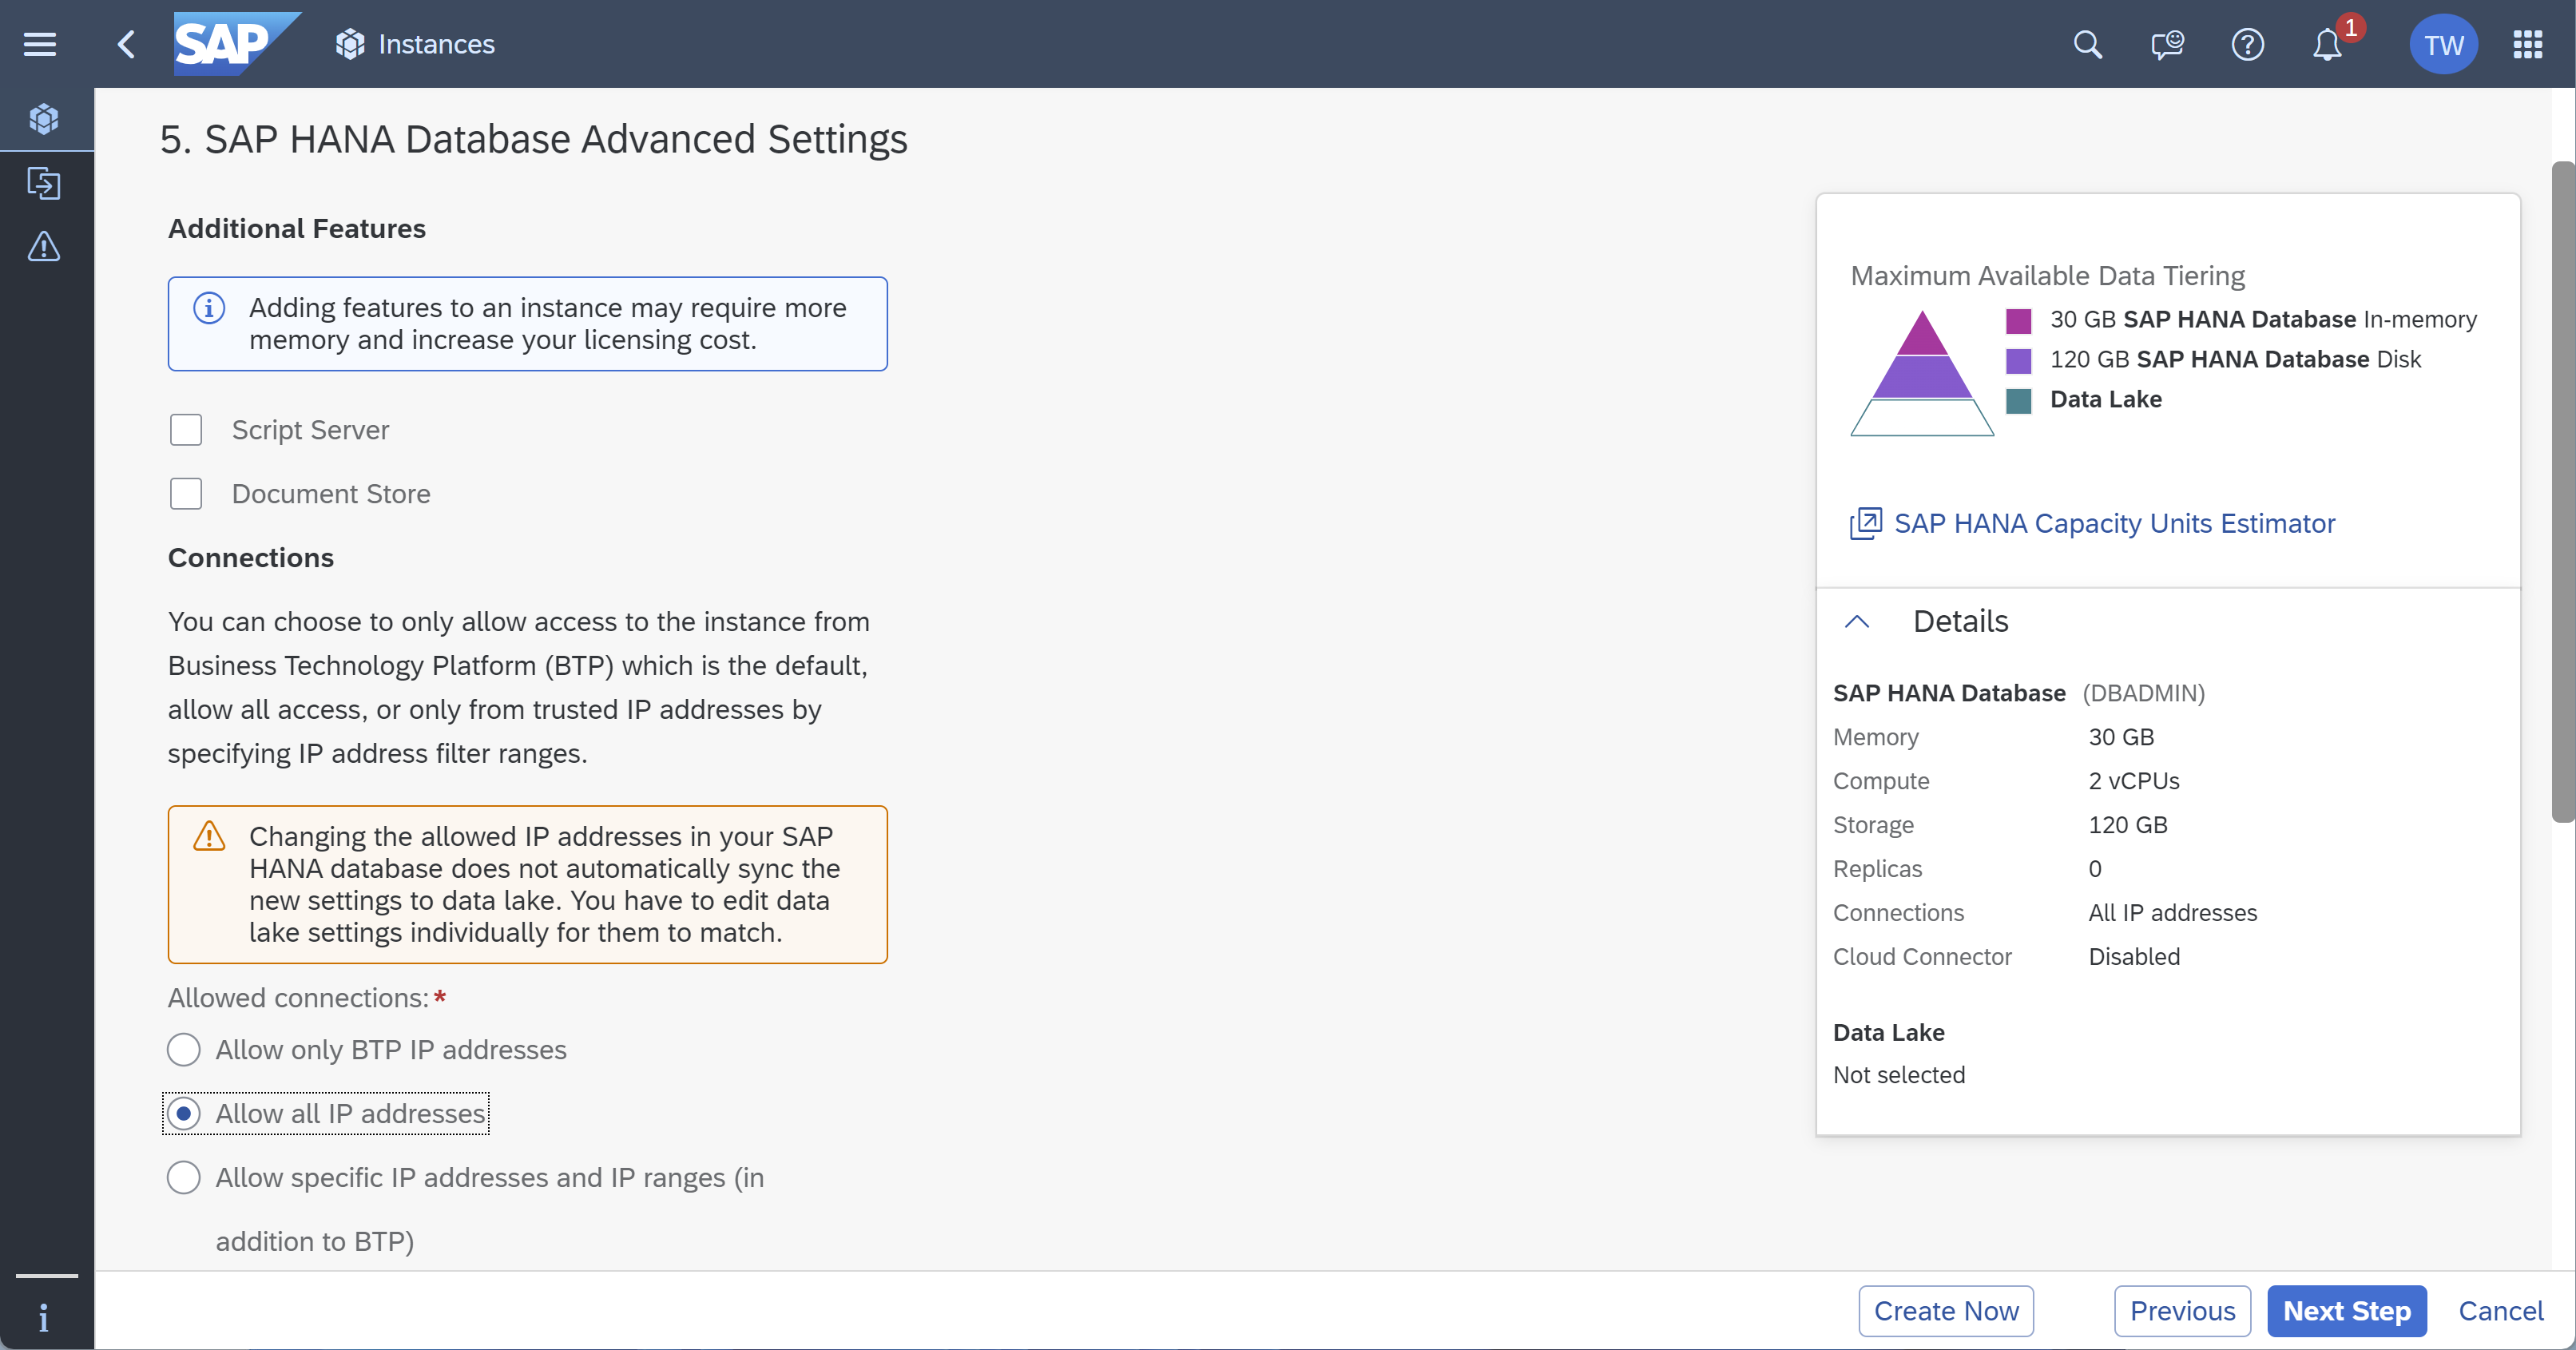 SAP
Instances
1
TW
5. SAP HANA Database Advanced Settings
Additional Features
Adding features to an instance may require more
memory and increase your licensing cost.
Script Server
Document Store
Connections
You can choose to only allow access to the instance from
Business Technology Platform (BTP) which is the default,
allow all access, or only from trusted IP addresses by
specifying IP address filter ranges.
Changing the allowed IP addresses in your SAP
HANA database does not automatically sync the
new settings to data lake. You have to edit data
lake settings individually for them to match.
Allowed connections:*
Allow only BTP IP addresses
Allow all IP addresses
Allow specific IP addresses and IP ranges (in
addition to BTP)
Maximum Available Data Tiering
30 GB SAP HANA Database In-memory
120 GB SAP HANA Database Disk
Data Lake
SAP HANA Capacity Units Estimator
Details
SAP HANA Database (DBADMIN)
Memory 30 GB
Compute 2 vCPUs
Storage 120 GB
Replicas 0
Connections All IP addresses
Cloud Connector Disabled
Data Lake
Not selected
Create Now Previous Next Step Cancel